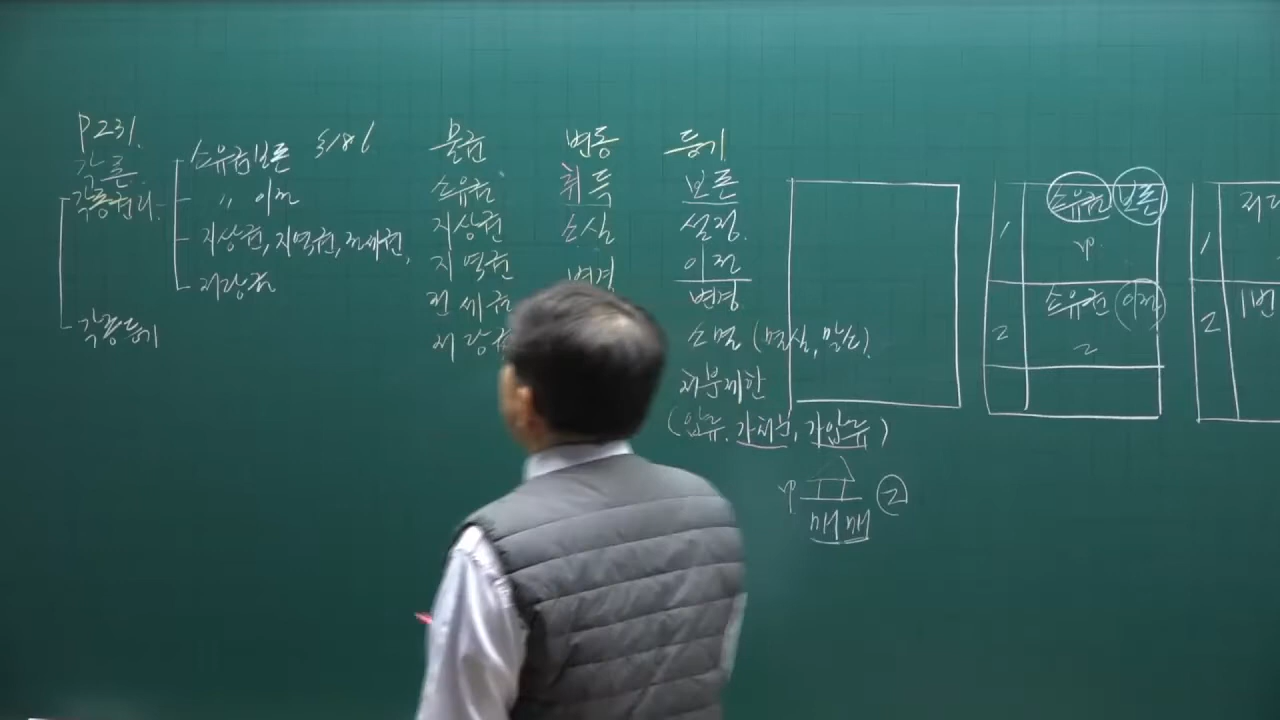 P231.
각론
각종권리
소유권보존 5/186
〃 이전
지상권, 지역권, 전세권,
저당권
각종등기
물권
소유권
지상권
지역권
전세권
저당권
변동
취득
소실
변경
등기
보존
설정
이전
변경
소멸 (멸실, 말소)
처분제한
(압류, 가처분, 가압류)
매매 2
1 소유권 보존
2 소유권 이전
1
2 1번